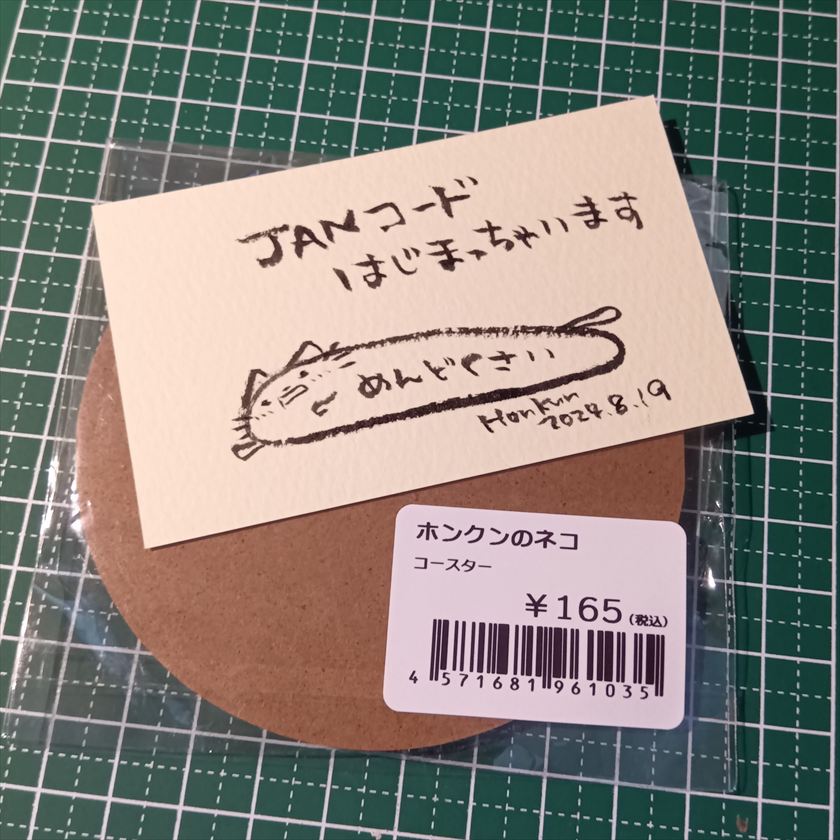 JANコード
はじまっちゃいます
めんどくさい
Honkun
2024.8.19
ホンクンのネコ
コースター
¥165(税込)
4 571681 961035